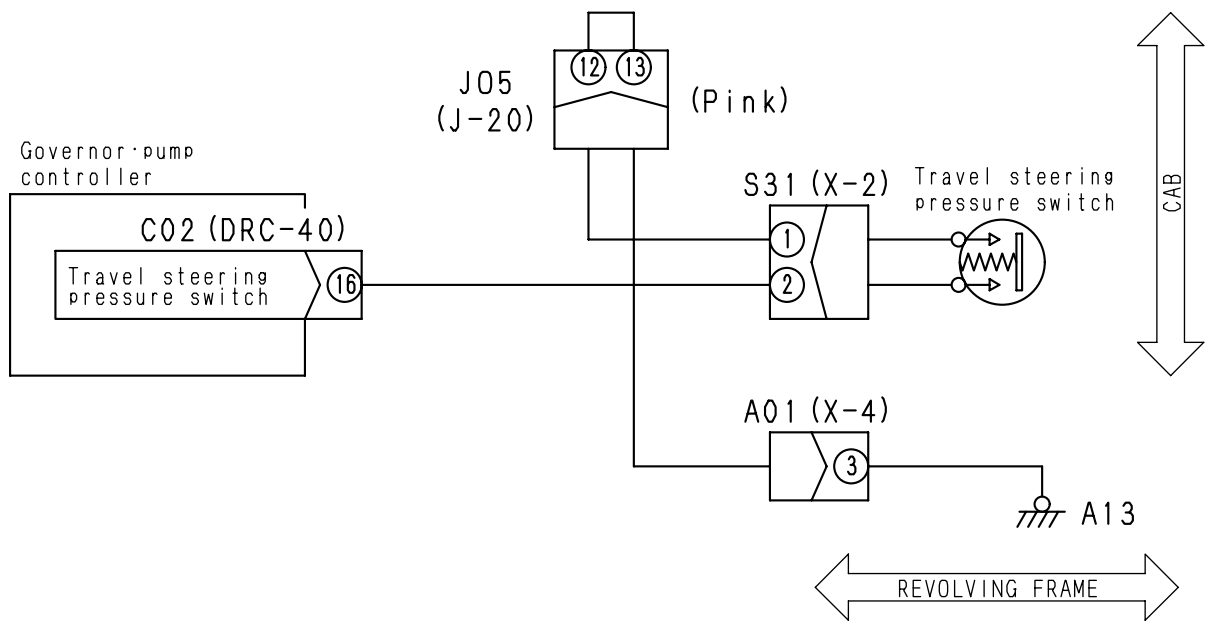 12 13
J05
(J-20)
(Pink)
Governor·pump
controller
C02 (DRC-40)
Travel steering
pressure switch
16
S31 (X-2)
1
2
Travel steering
pressure switch
CAB
A01 (X-4)
3
A13
REVOLVING FRAME